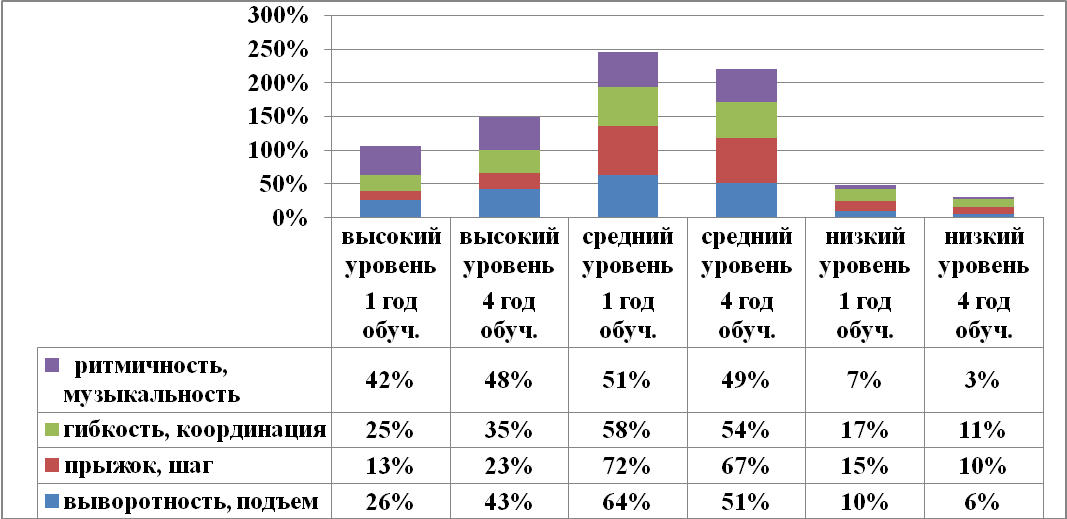 300%
250%
200%
150%
100%
50%
0%
высокий высокий средний средний низкий низкий
уровень уровень уровень уровень уровень уровень
1 год 4 год 1 год 4 год 1 год 4 год
обуч. обуч. обуч. обуч. обуч. обуч.
ритмичность,
музыкальность 42% 48% 51% 49% 7% 3%
гибкость, координация 25% 35% 58% 54% 17% 11%
прыжок, шаг 13% 23% 72% 67% 15% 10%
выворотность, подъем 26% 43% 64% 51% 10% 6%